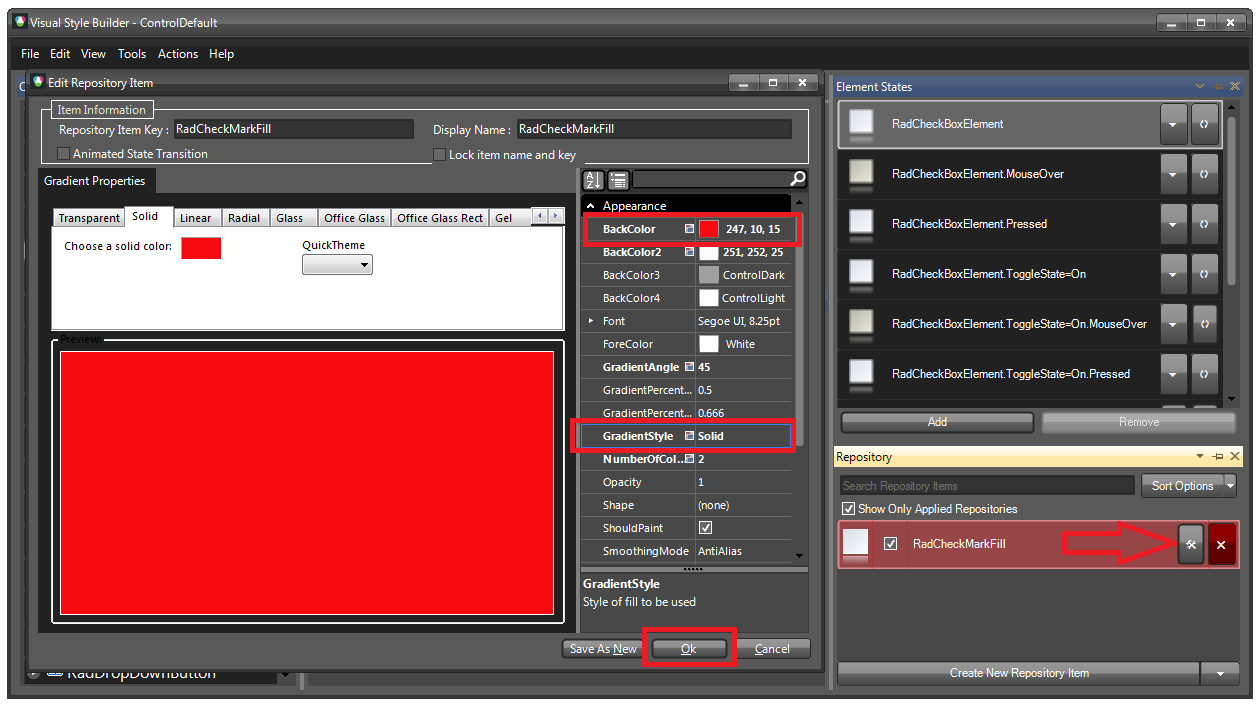 Visual Style Builder - ControlDefault
File Edit View Tools Actions Help
Edit Repository Item
Item Information
Repository Item Key : RadCheckMarkFill
Display Name : RadCheckMarkFill
Animated State Transition
Lock item name and key
Gradient Properties
Transparent Solid Linear Radial Glass Office Glass Office Glass Rect Gel
Choose a solid color:
QuickTheme
Preview:
Appearance
BackColor 247, 10, 15
BackColor2 251, 252, 25
BackColor3 ControlDark
BackColor4 ControlLight
Font Segoe UI, 8.25pt
ForeColor White
GradientAngle 45
GradientPercent... 0.5
GradientPercent... 0.666
GradientStyle Solid
NumberOfCol... 2
Opacity 1
Shape (none)
ShouldPaint
SmoothingMode AntiAlias
GradientStyle
Style of fill to be used
Save As New Ok Cancel
RadDropDownButton
Element States
RadCheckBoxElement
RadCheckBoxElement.MouseOver
RadCheckBoxElement.Pressed
RadCheckBoxElement.ToggleState=On
RadCheckBoxElement.ToggleState=On.MouseOver
RadCheckBoxElement.ToggleState=On.Pressed
Add Remove
Repository
Search Repository Items
Sort Options
Show Only Applied Repositories
RadCheckMarkFill
Create New Repository Item